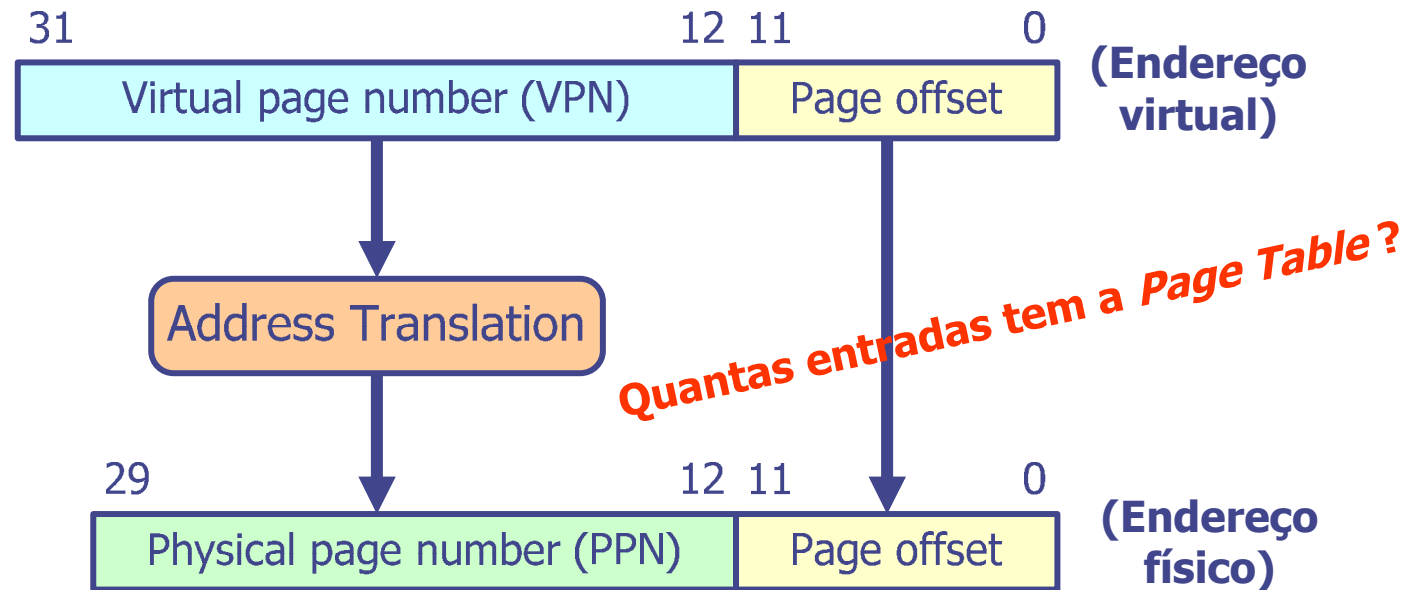 31 12 11 0
Virtual page number (VPN) Page offset
(Endereço
virtual)
Address Translation
Quantas entradas tem a Page Table?
29 12 11 0
Physical page number (PPN) Page offset
(Endereço
físico)